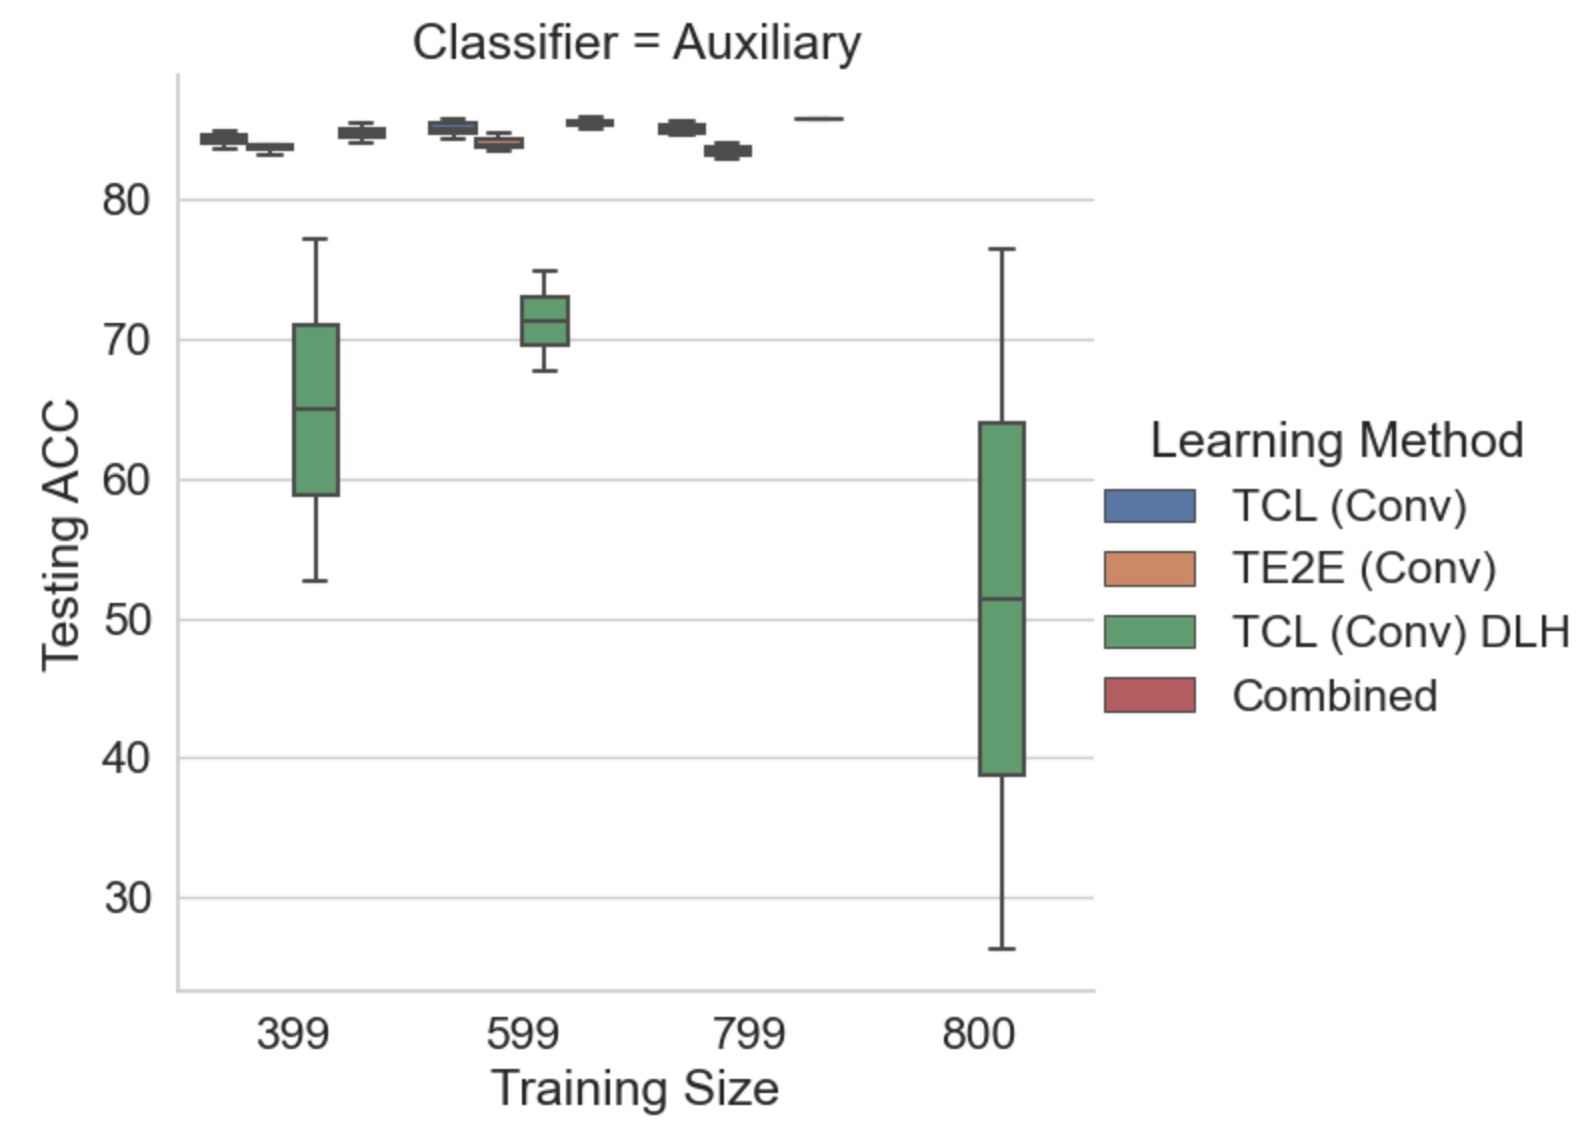 Classifier = Auxiliary
Testing ACC
80
70
60
50
40
30
399 599 799 800
Training Size
Learning Method
TCL (Conv)
TE2E (Conv)
TCL (Conv) DLH
Combined